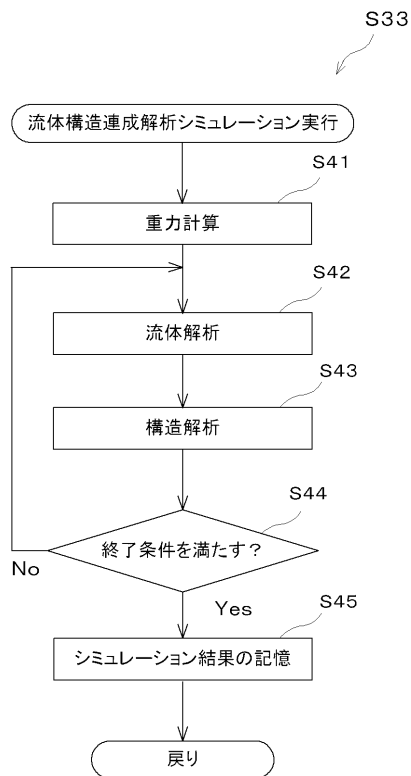 S33
流体構造連成解析シミュレーション実行
S41
重力計算
S42
流体解析
S43
構造解析
S44
終了条件を満たす？
No
Yes
S45
シミュレーション結果の記憶
戻り